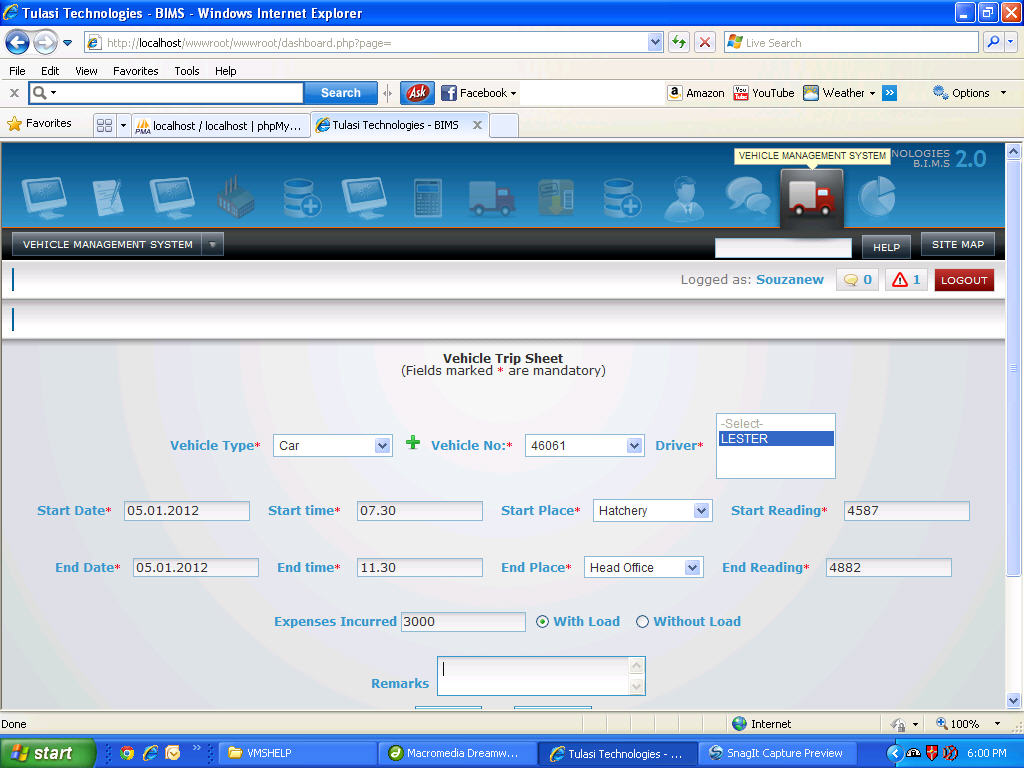 Tulasi Technologies - BIMS - Windows Internet Explorer
http://localhost/wwwroot/wwwroot/dashboard.php?page=
Live Search
File Edit View Favorites Tools Help
Search Ask Facebook Amazon You Tube YouTube Weather » Options
Favorites PMA localhost / localhost | phpMy... Tulasi Technologies - BIMS X
VEHICLE MANAGEMENT SYSTEM NOLOGIES
B.I.M.S 2.0
VEHICLE MANAGEMENT SYSTEM HELP SITE MAP
Logged as: Souzanew 0 1 LOGOUT
Vehicle Trip Sheet
(Fields marked * are mandatory)
-Select-
Vehicle Type* Car Vehicle No:* 46061 Driver* LESTER
Start Date* 05.01.2012 Start time* 07.30 Start Place* Hatchery Start Reading* 4587
End Date* 05.01.2012 End time* 11.30 End Place* Head Office End Reading* 4882
Expenses Incurred 3000 With Load Without Load
Remarks
Done Internet 100%
start » VMSHELP Macromedia Dreamw... Tulasi Technologies - ... SnagIt Capture Preview 6:00 PM